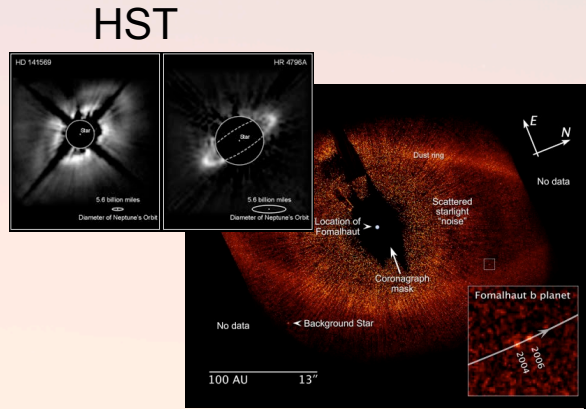 HST
HD 141569
Star
5.6 billion miles
Diameter of Neptune's Orbit
HR 4796A
Star
5.6 billion miles
Diameter of Neptune's Orbit
E
N
Dust ring
No data
Scattered
starlight
"noise"
Location of
Fomalhaut
Coronagraph
mask
No data
Background Star
100 AU
13"
Fomalhaut b planet
2004
2006